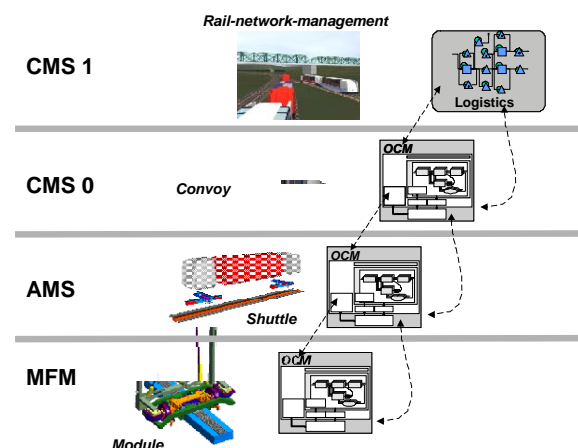 Rail-network-management
CMS 1
Logistics
CMS 0
Convoy
OCM
AMS
Shuttle
OCM
MFM
Module
OCM